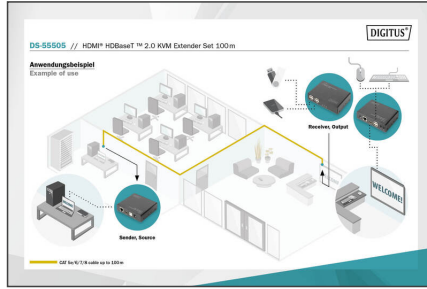 DIGITUS®
DS-55505 // HDMI® HDBaseT ™ 2.0 KVM Extender Set 100 m
Anwendungsbeispiel
Example of use
Receiver, Output
WELCOME!
Sender, Source
CAT 5e/6/7/8 cable up to 100 m